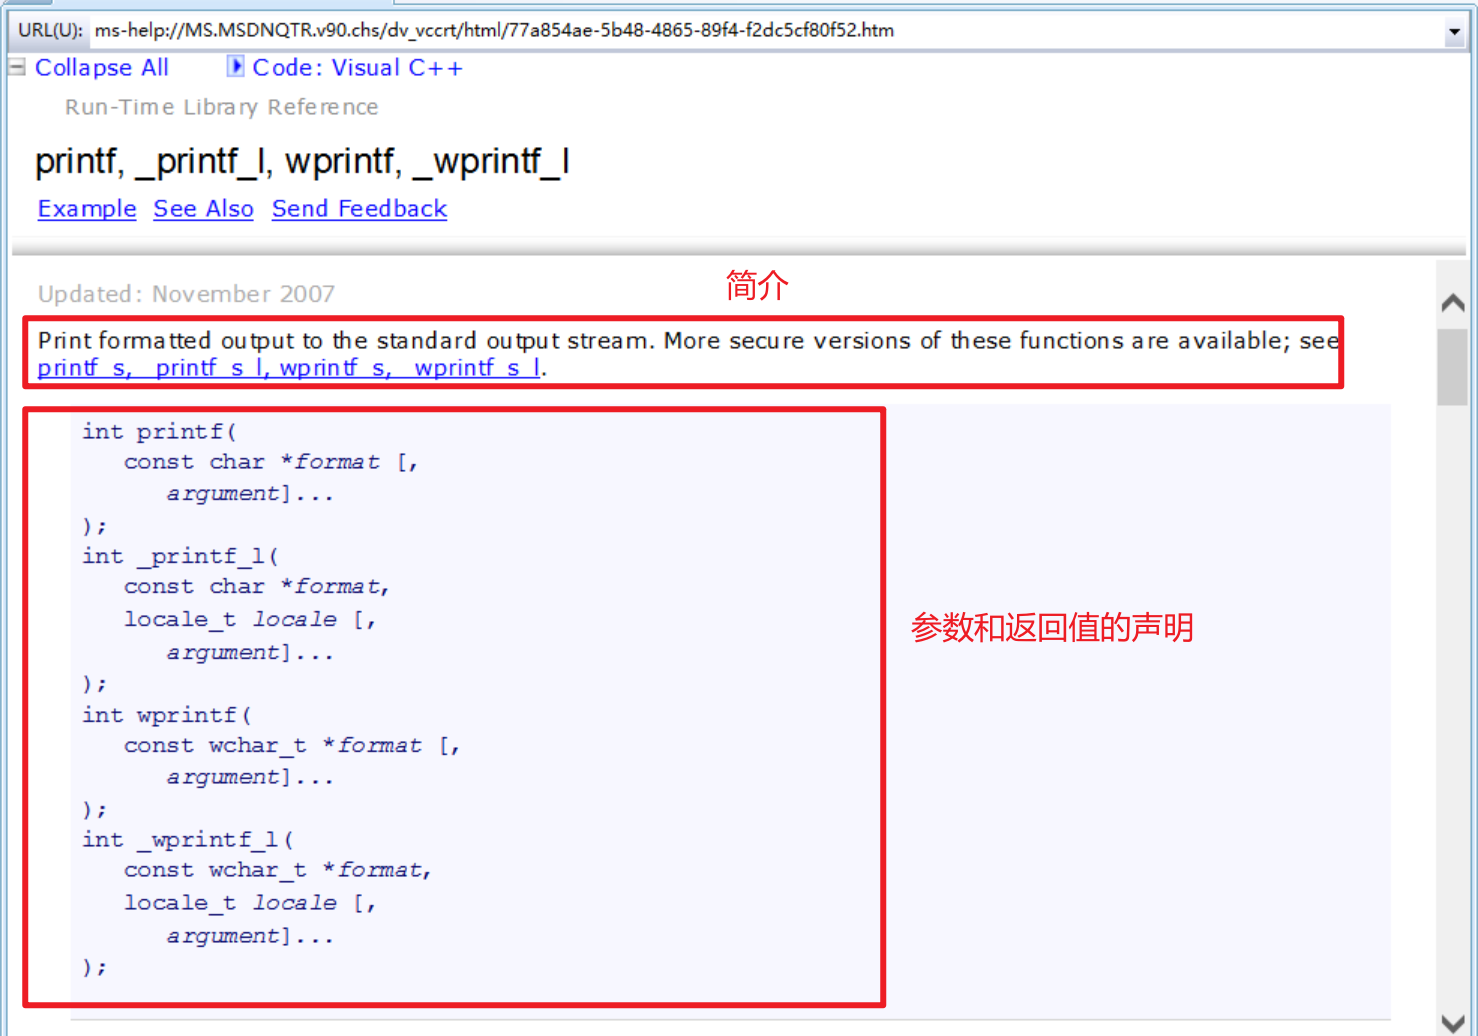 URL(U): ms-help://MS.MSDNQTR.v90.chs/dv_vccrt/html/77a854ae-5b48-4865-89f4-f2dc5cf80f52.htm
Collapse All Code: Visual C++
Run-Time Library Reference
printf, _printf_l, wprintf, _wprintf_l
Example See Also Send Feedback
简介
Updated: November 2007
Print formatted output to the standard output stream. More secure versions of these functions are available; see
printf_s, _printf_s_l, wprintf_s, _wprintf_s_l.
int printf(
const char *format [,
argument]...
);
int _printf_l(
const char *format,
locale_t locale [,
argument]...
);
参数和返回值的声明
int wprintf(
const wchar_t *format [,
argument]...
);
int _wprintf_l(
const wchar_t *format,
locale_t locale [,
argument]...
);